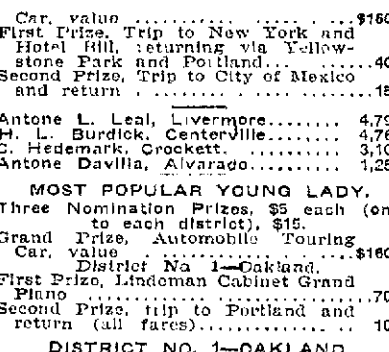 Car, value ..............$160
First Prize, Trip to New York and
Hotel Bill, returning via Yellow-
stone Park and Portland........ 40
Second Prize, Trip to City of Mexico
and return ................ 15
Antone L. Leal, Livermore....... 4,79
H. L. Burdick, Centerville...... 4,76
C. Hedemark, Crockett. ......... 3,10
Antone Davilla, Alvarado........ 1,25
MOST POPULAR YOUNG LADY.
Three Nomination Prizes, $5 each (on
to each district), $15.
Grand Prize, Automobile Touring
Car, value ..............$160
District No 1—Oakland.
First Prize, Lindeman Cabinet Grand
Piano .................... 70
Second Prize, trip to Portland and
return (all fares)........... 10
DISTRICT NO. 1—OAKLAND